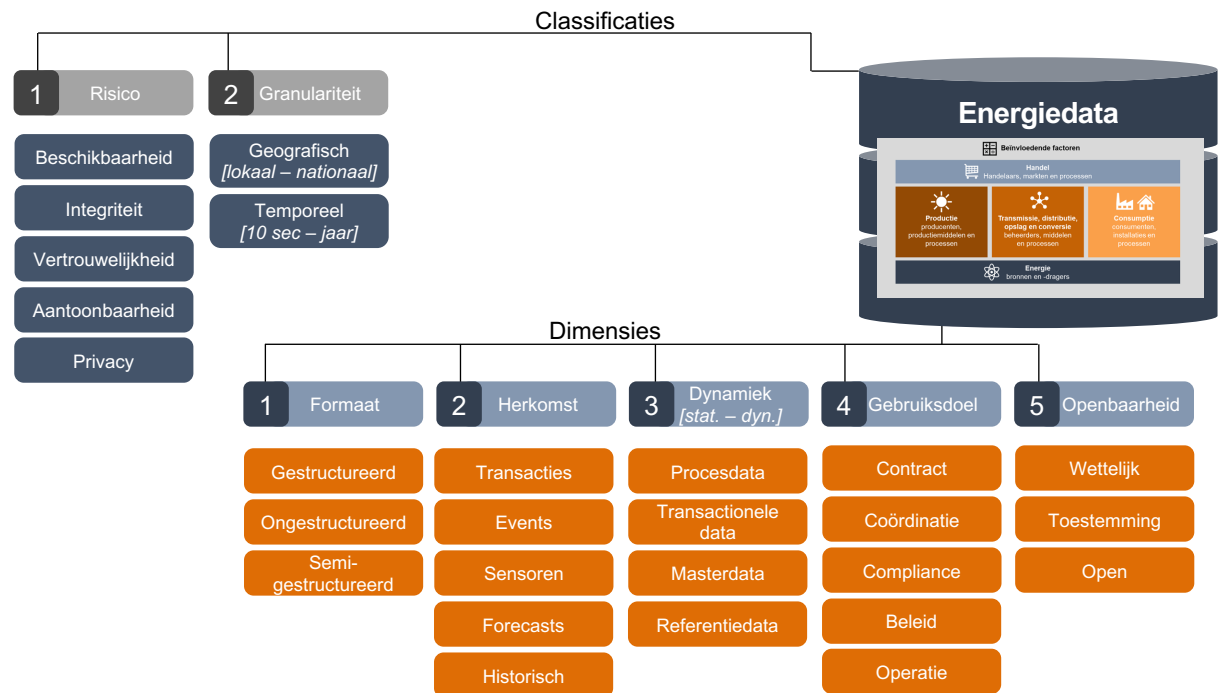 Classificaties
1 Risico
Beschikbaarheid
Integriteit
Vertrouwelijkheid
Aantoonbaarheid
Privacy
2 Granulariteit
Geografisch
[lokaal – nationaal]
Temporeel
[10 sec – jaar]
Energiedata
Beïnvloedende factoren
Handel
Handelaars, markten en processen
Productie
producenten,
productiemiddelen en
processen
Transmissie, distributie,
opslag en conversie
beheerders, middelen
en processen
Consumptie
consumenten,
installaties en
processen
Energie
bronnen en -dragers
Dimensies
1 Formaat
Gestructureerd
Ongestructureerd
Semi-
gestructureerd
2 Herkomst
Transacties
Events
Sensoren
Forecasts
Historisch
3 Dynamiek
[stat. – dyn.]
Procesdata
Transactionele
data
Masterdata
Referentiedata
4 Gebruiksdoel
Contract
Coördinatie
Compliance
Beleid
Operatie
5 Openbaarheid
Wettelijk
Toestemming
Open